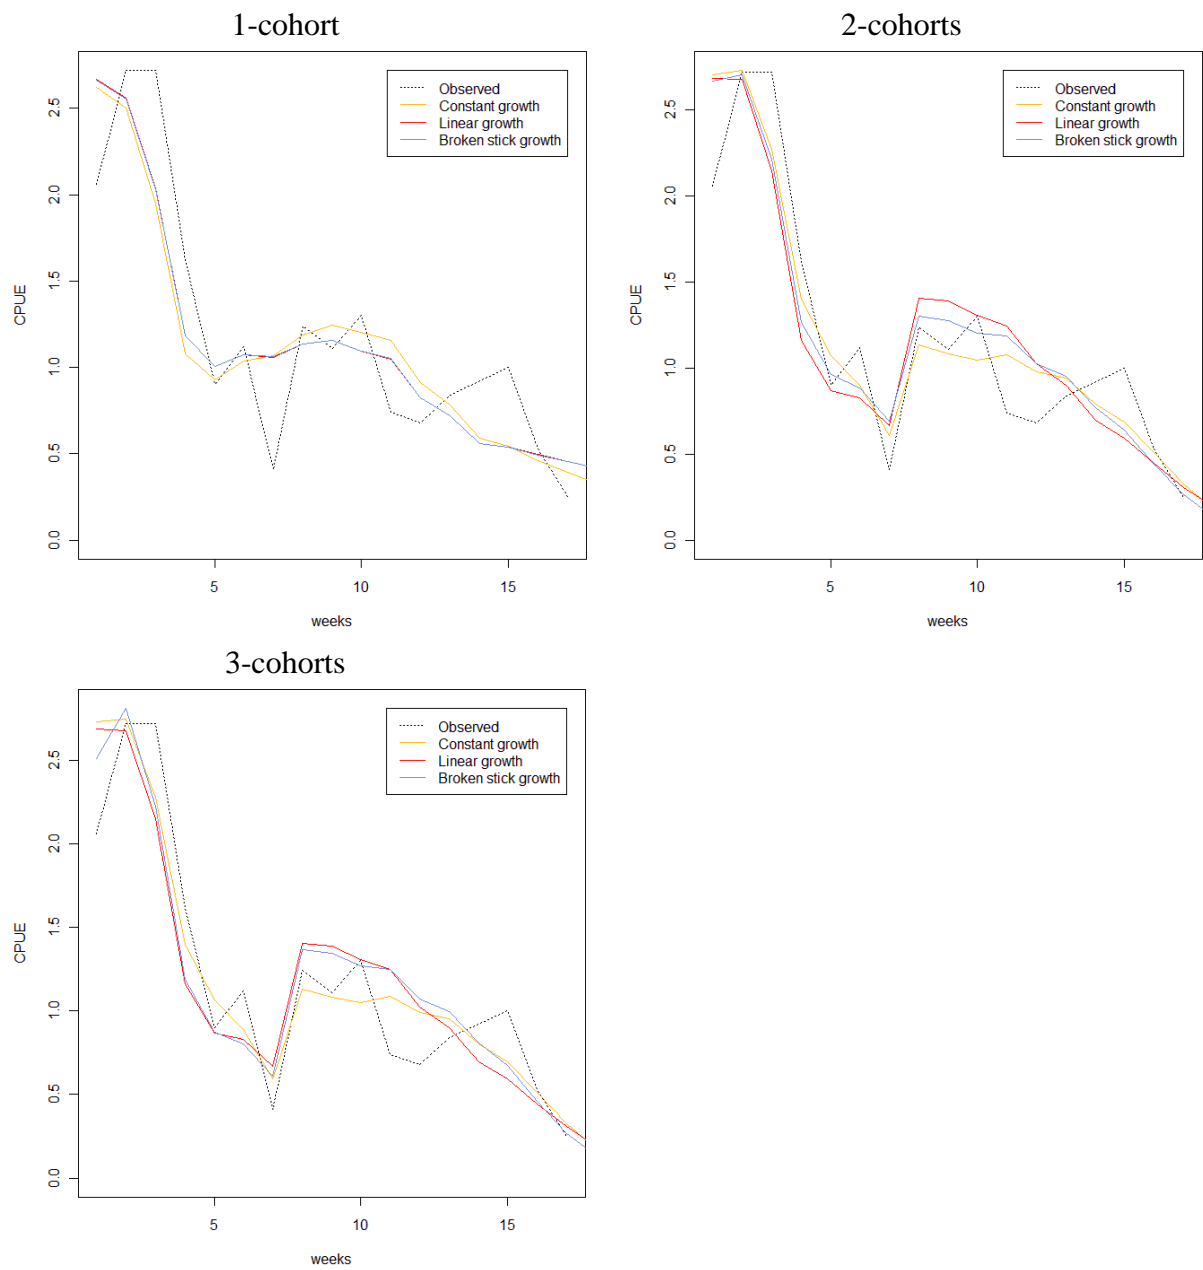 1-cohort
Observed
Constant growth
Linear growth
Broken stick growth
CPUE
0.0 0.5 1.0 1.5 2.0 2.5
5 10 15
weeks
2-cohorts
Observed
Constant growth
Linear growth
Broken stick growth
CPUE
0.0 0.5 1.0 1.5 2.0 2.5
5 10 15
weeks
3-cohorts
Observed
Constant growth
Linear growth
Broken stick growth
CPUE
0.0 0.5 1.0 1.5 2.0 2.5
5 10 15
weeks